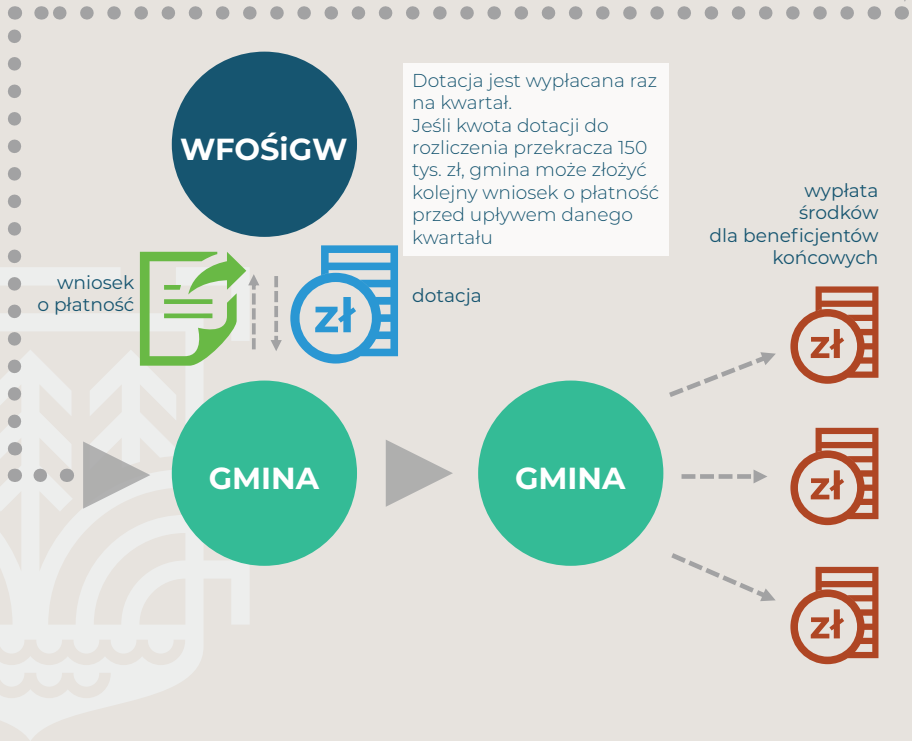 WFOŚiGW
Dotacja jest wypłacana raz
na kwartał.
Jeśli kwota dotacji do
rozliczenia przekracza 150
tys. zł, gmina może złożyć
kolejny wniosek o płatność
przed upływem danego
kwartału
wypłata
środków
dla beneficjentów
końcowych
wniosek
o płatność
zł
dotacja
zł
GMINA
GMINA
zł
zł